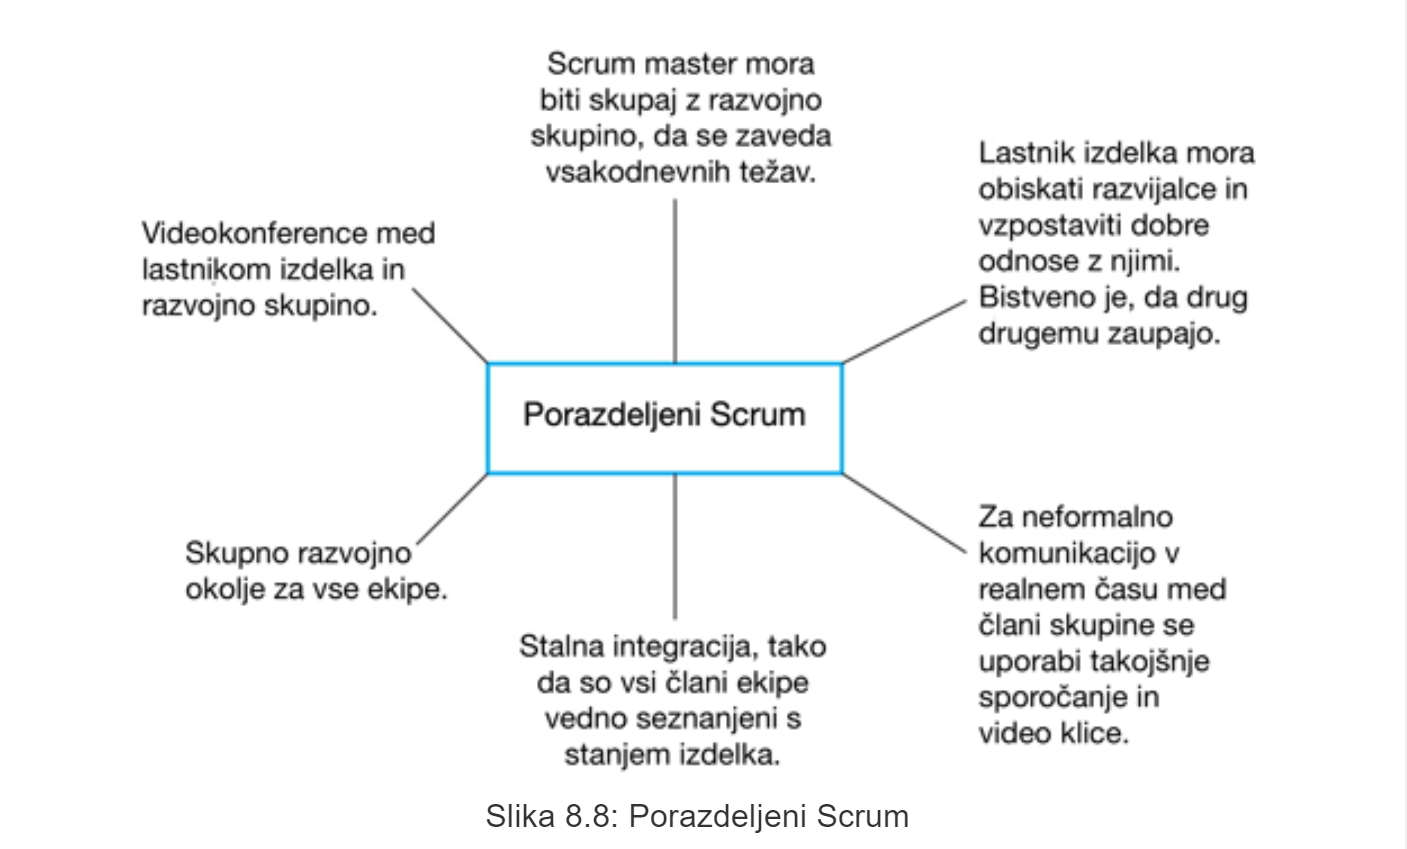 Scrum master mora
biti skupaj z razvojno
skupino, da se zaveda
vsakodnevnih težav.
Lastnik izdelka mora
obiskati razvijalce in
vzpostaviti dobre
odnose z njimi.
Bistveno je, da drug
drugemu zaupajo.
Videokonference med
lastnikom izdelka in
razvojno skupino.
Porazdeljeni Scrum
Skupno razvojno
okolje za vse ekipe.
Za neformalno
komunikacijo v
realnem času med
člani skupine se
uporabi takojšnje
sporočanje in
video klice.
Stalna integracija, tako
da so vsi člani ekipe
vedno seznanjeni s
stanjem izdelka.
Slika 8.8: Porazdeljeni Scrum